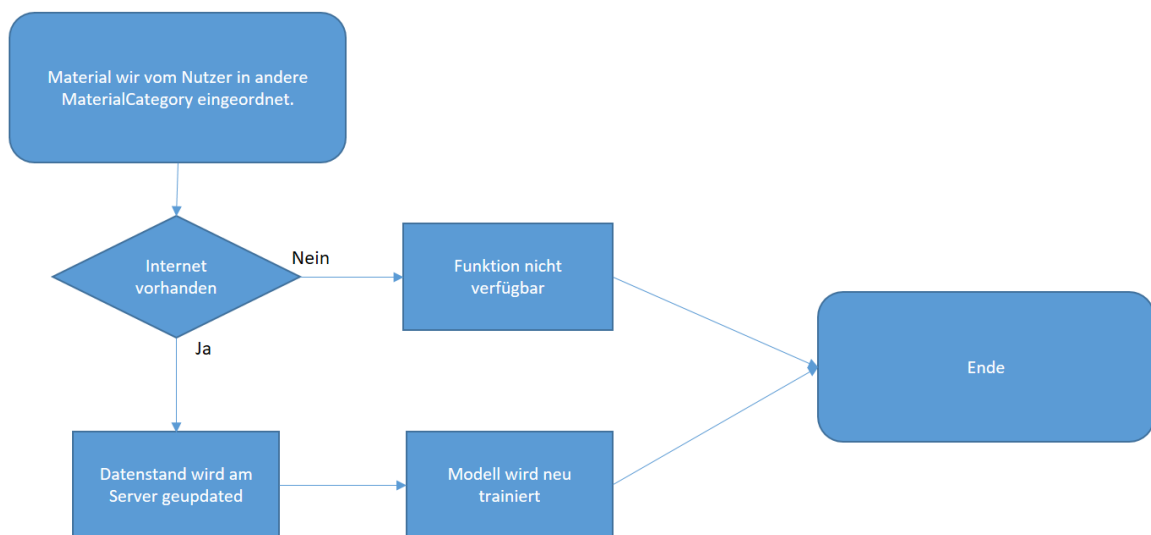 Material wir vom Nutzer in andere
MaterialCategory eingeordnet.
Internet
vorhanden
Nein
Funktion nicht
verfügbar
Ja
Ende
Datenstand wird am
Server geupdated
Modell wird neu
trainiert